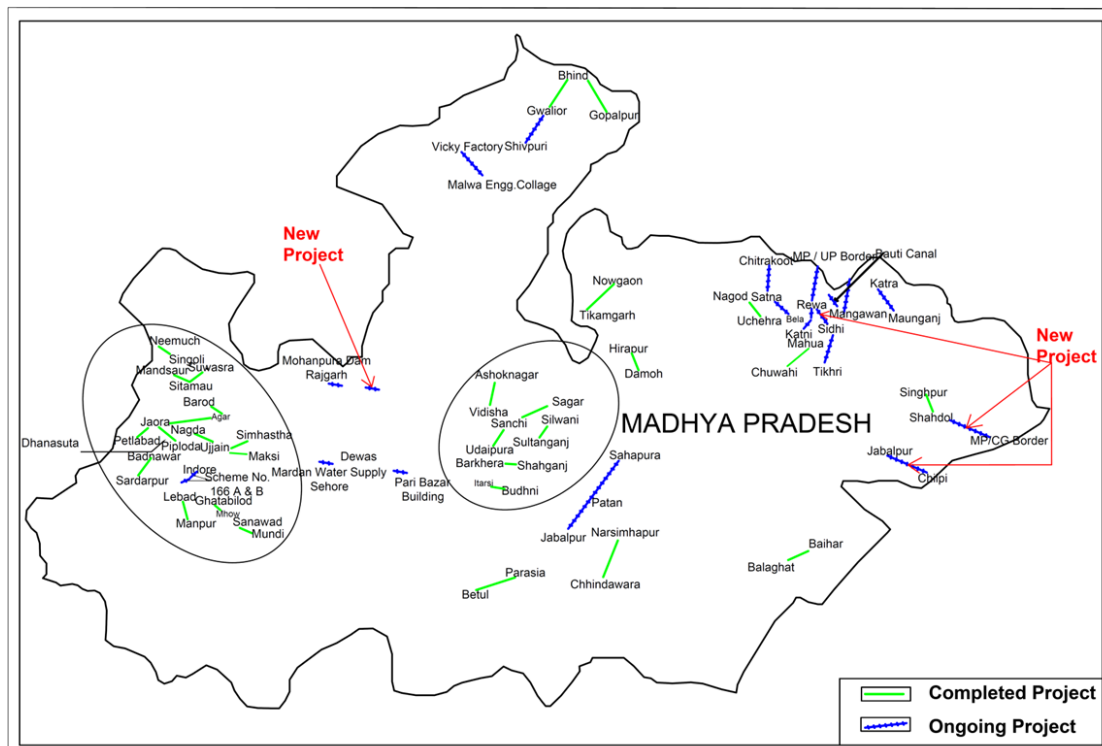 Bhind
Gwalior
Gopalpur
Vicky Factory
Shivpuri
Malwa Engg.Collage
New
Project
Chitrakoot
MP / UP Border
Bauti Canal
Nowgaon
Katra
Nagod
Satna
Rewa
Tikamgarh
Uchehra
Bela
Mangawan
Maunganj
Katni
Sidhi
Neemuch
Mahua
New
Project
Singoli
Mohanpura Dam
Hirapur
Mandsaur
Suwasra
Rajgarh
Ashoknagar
Damoh
Chuwahi
Tikhri
Sitamau
Barod
Singhpur
Jaora
Agar
Vidisha
Sagar
MADHYA PRADESH
Shahdol
Petlabad
Nagda
Simhastha
Sanchi
Silwani
Dhanasuta
Piploda
Ujjain
Udaipura
Sultanganj
MP/CG Border
Badnawar
Maksi
Dewas
Barkhera
Shahganj
Sahapura
Jabalpur
Indore
Mardan Water Supply
Sardarpur
Scheme No.
166 A & B
Sehore
Pari Bazar
Building
Itarsi
Budhni
Chilpi
Lebad
Ghatabilod
Mhow
Patan
Manpur
Sanawad
Mundi
Jabalpur
Narsimhapur
Baihar
Balaghat
Parasia
Betul
Chhindawara
Completed Project
Ongoing Project